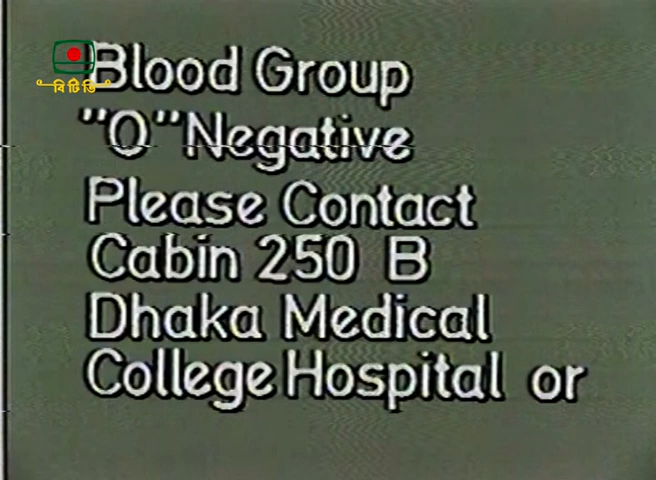 Blood Group
বিটিভি
"O" Negative
Please Contact
Cabin 250 B
Dhaka Medical
College Hospital or